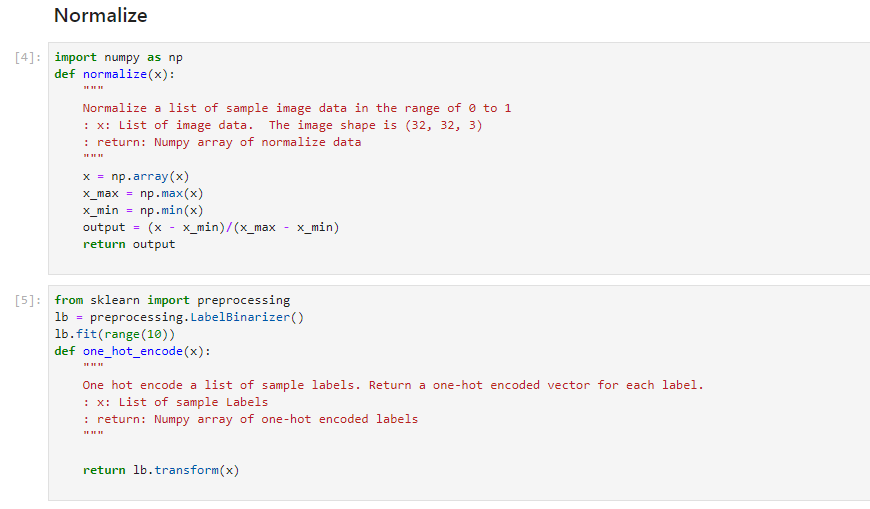 Normalize
[4]: import numpy as np
def normalize(x):
    """
    Normalize a list of sample image data in the range of 0 to 1
    : x: List of image data.  The image shape is (32, 32, 3)
    : return: Numpy array of normalize data
    """
    x = np.array(x)
    x_max = np.max(x)
    x_min = np.min(x)
    output = (x - x_min)/(x_max - x_min)
    return output
[5]: from sklearn import preprocessing
lb = preprocessing.LabelBinarizer()
lb.fit(range(10))
def one_hot_encode(x):
    """
    One hot encode a list of sample labels. Return a one-hot encoded vector for each label.
    : x: List of sample Labels
    : return: Numpy array of one-hot encoded labels
    """
    return lb.transform(x)